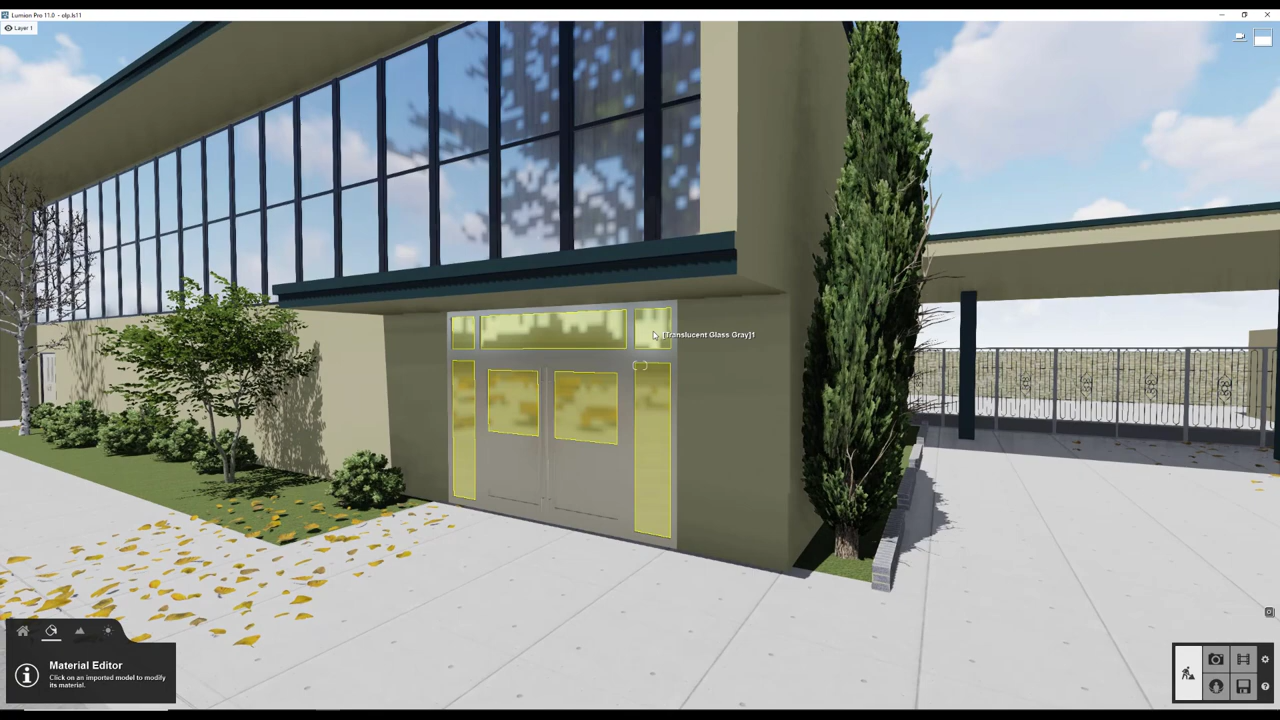 Lumion Pro 11.0 - olp.ls11
Layer 1
[Translucent Glass Gray]1
Material Editor
Click on an imported model to modify
its material.